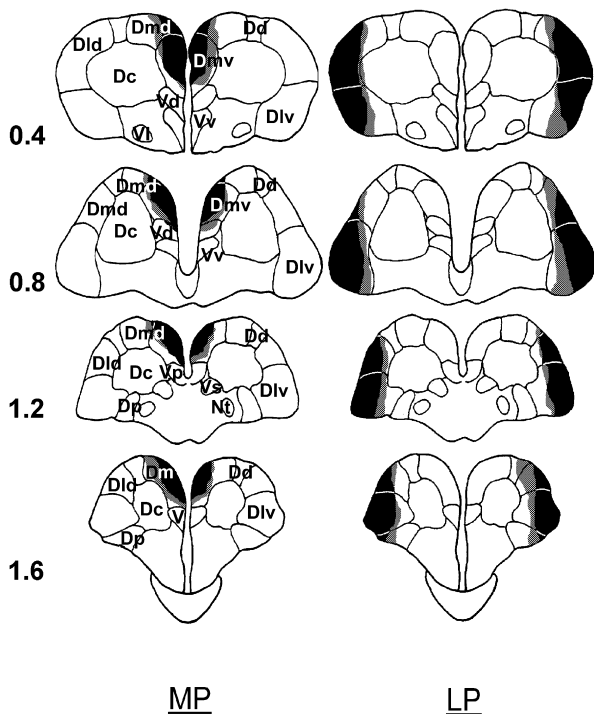 Dmd Dd
Dld Dmv
Dc
Vd
Vl Vv Dlv
0.4
Dmd Dd
Dmd Dmv
Dc Vd
Vv Dlv
0.8
Dmd Dd
Dld
Dc Vp
Vs Dlv
Dp Nt
1.2
Dm Dd
Dld
Dc V Dlv
Dp
1.6
MP LP